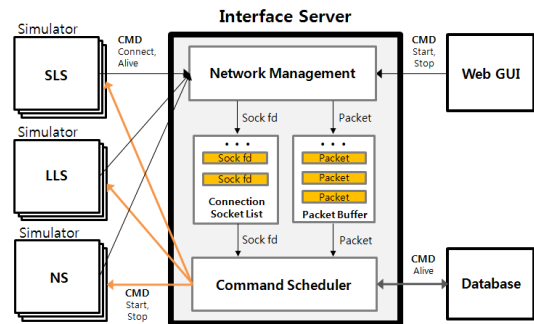 Interface Server
Simulator
SLS
CMD
Connect,
Alive
Network Management
CMD
Start,
Stop
Web GUI
Sock fd
Packet
Simulator
LLS
• • •
Sock fd
Sock fd
Connection
Socket List
• • •
Packet
Packet
Packet
Packet Buffer
Simulator
NS
Sock fd
Packet
CMD
Start,
Stop
Command Scheduler
CMD
Alive
Database